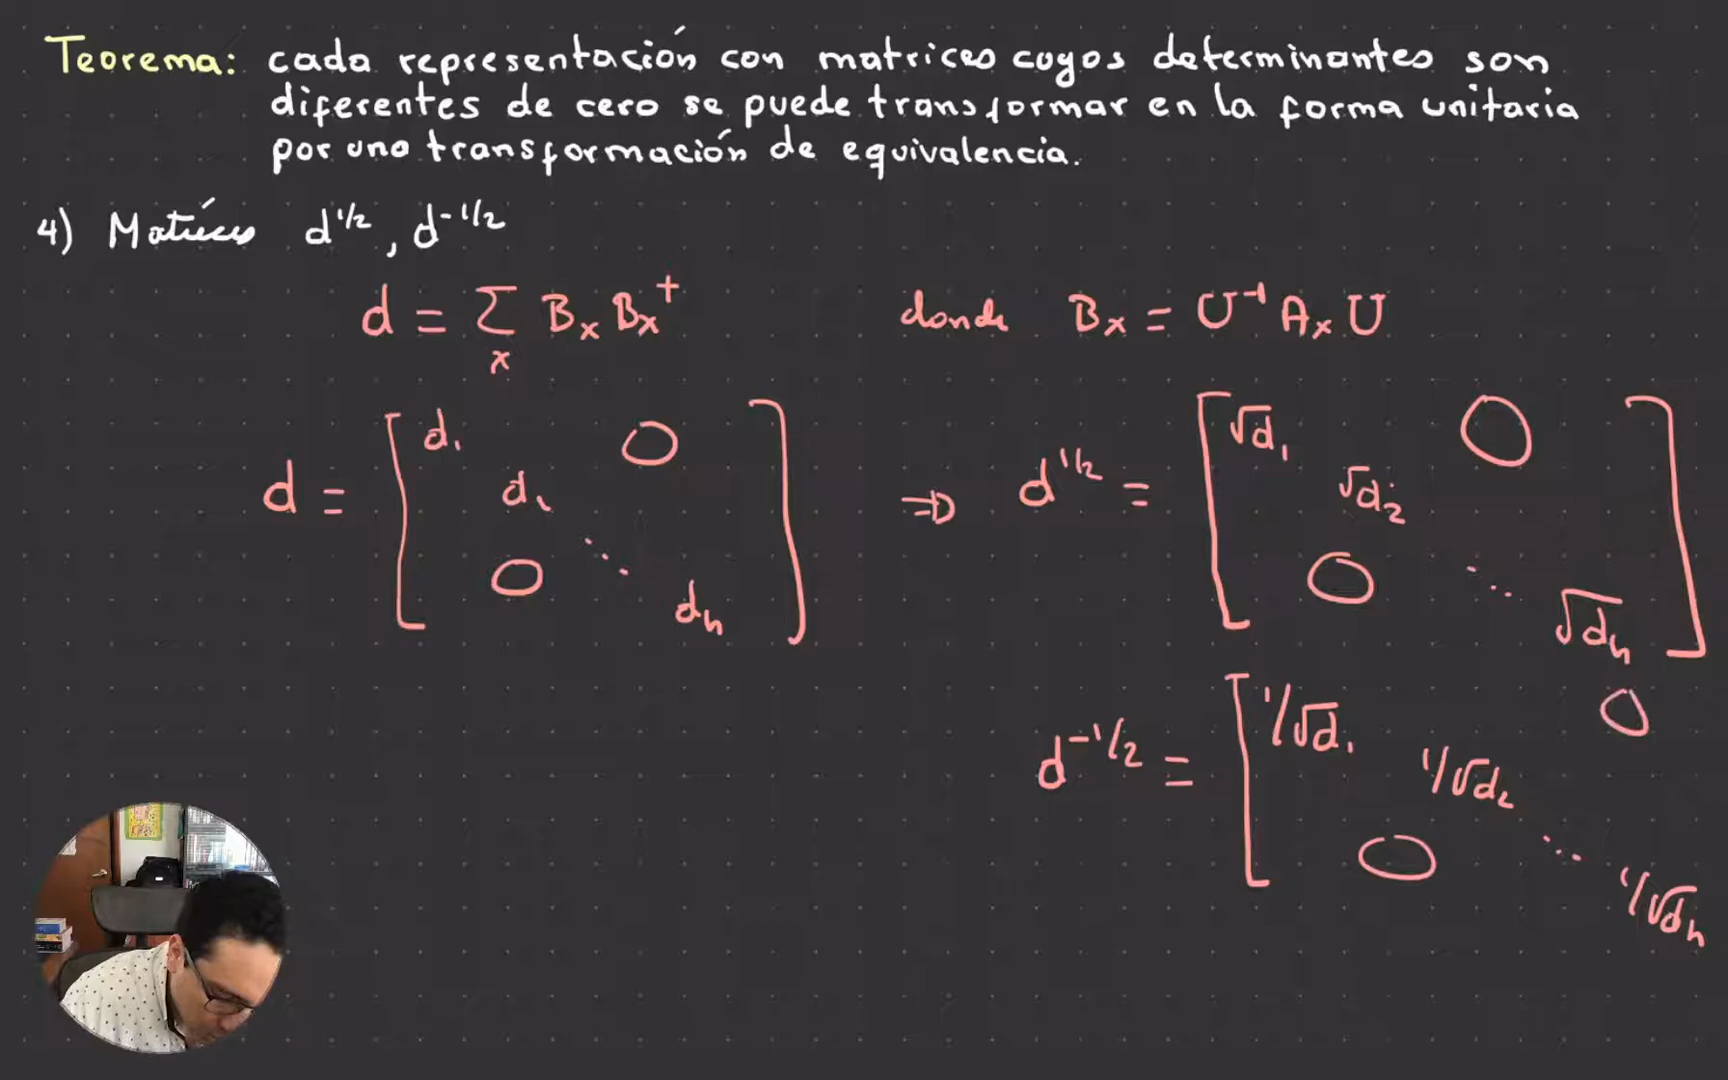 Teorema: cada representación con matrices cuyos determinantes son
diferentes de cero se puede transformar en la forma unitaria
por una transformación de equivalencia.
4) Matrices d^1/2, d^-1/2
d = Σ_x B_x B_x^+ donde B_x = U^-1 A_x U
d = [ d_1 0 d_2 0 ⋱ d_n ] ⇒ d^1/2 = [ √d_1 0 √d_2 0 ⋱ √d_n ]
d^-1/2 = [ 1/√d_1 0 1/√d_2 0 ⋱ 1/√d_n